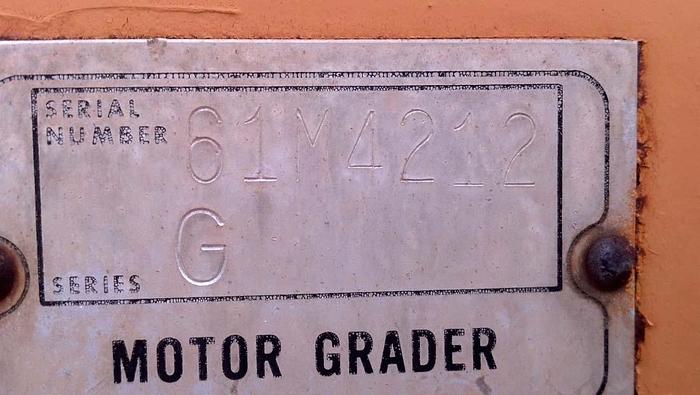 SERIAL
NUMBER 61M4212
G
SERIES
MOTOR GRADER